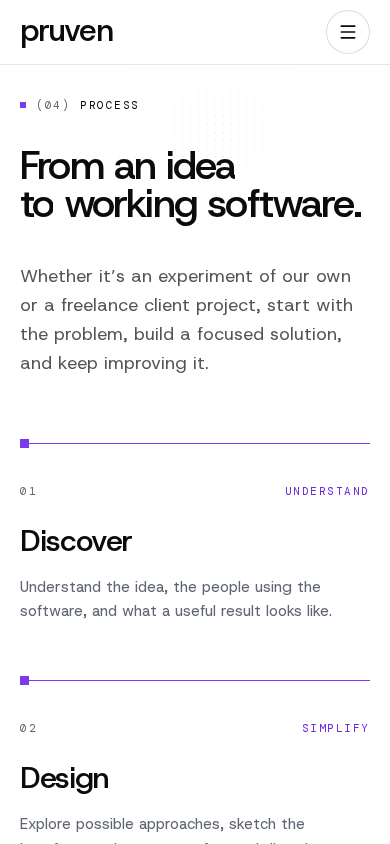 pruven
(04) PROCESS
From an idea
to working software.
Whether it’s an experiment of our own
or a freelance client project, start with
the problem, build a focused solution,
and keep improving it.
01 UNDERSTAND
Discover
Understand the idea, the people using the
software, and what a useful result looks like.
02 SIMPLIFY
Design
Explore possible approaches, sketch the